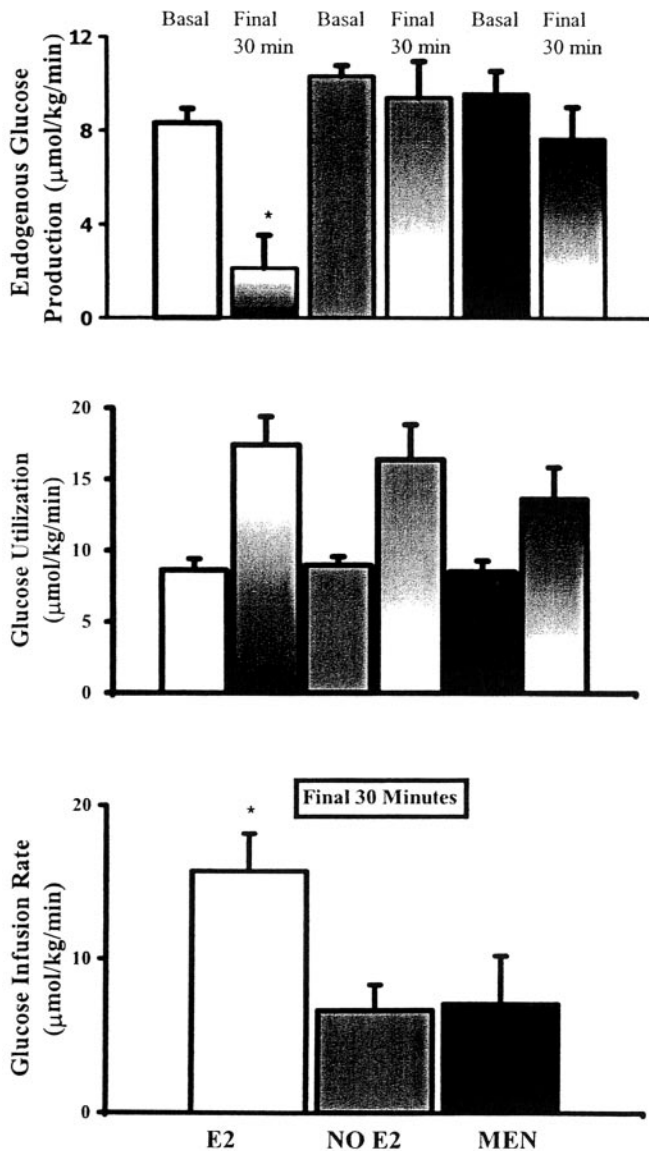 Basal Final Basal Final Basal Final
30 min 30 min 30 min
Endogenous Glucose
Production (μmol/kg/min)
12
8
4
0
*
Glucose Utilization
(μmol/kg/min)
20
15
10
5
0
Final 30 Minutes
Glucose Infusion Rate
(μmol/kg/min)
20
10
0
*
E2 NO E2 MEN